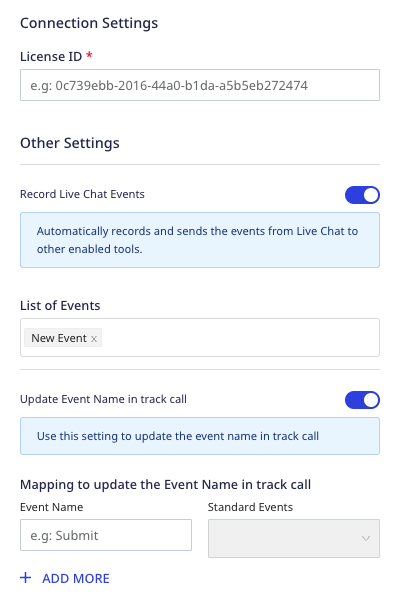 Connection Settings
License ID *
e.g: 0c739ebb-2016-44a0-b1da-a5b5eb272474
Other Settings
Record Live Chat Events
Automatically records and sends the events from Live Chat to
other enabled tools.
List of Events
New Event x
Update Event Name in track call
Use this setting to update the event name in track call
Mapping to update the Event Name in track call
Event Name
Standard Events
e.g: Submit
+ ADD MORE